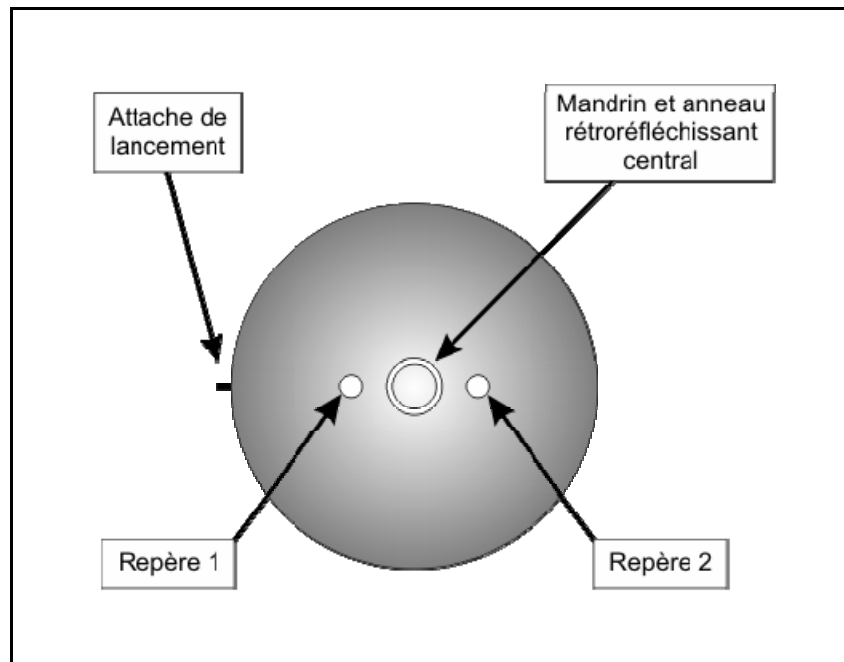 Attache de
lancement
Mandrin et anneau
rétroréfléchissant
central
Repère 1
Repère 2